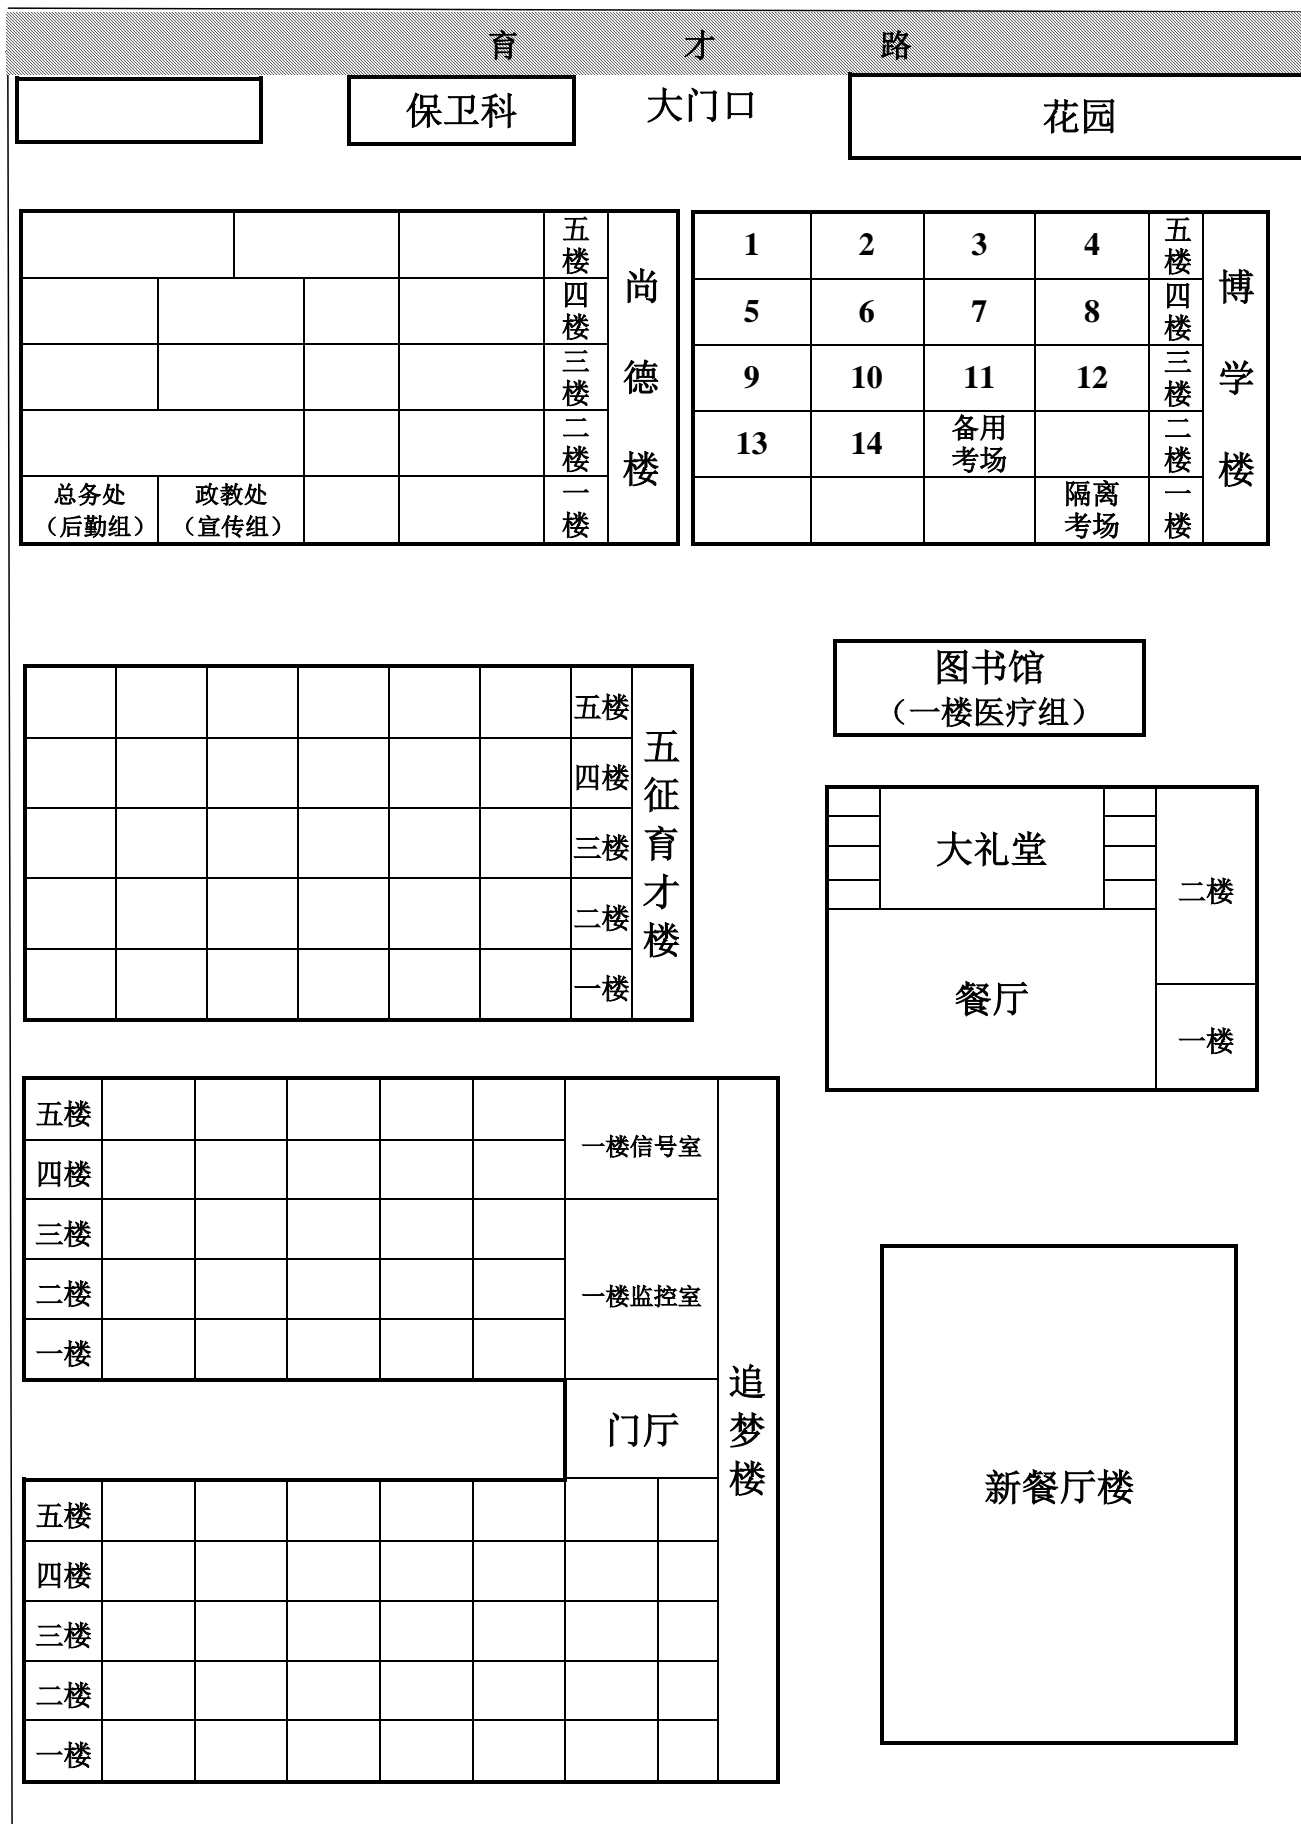 育 才 路
保卫科
大门口
花园
五楼
四楼
三楼
二楼
总务处
（后勤组）
政教处
（宣传组）
一楼
尚德楼
1 2 3 4 五楼
5 6 7 8 四楼
9 10 11 12 三楼
13 14 备用考场 二楼
隔离考场 一楼
博学楼
五楼
四楼
三楼
二楼
一楼
五征育才楼
图书馆
（一楼医疗组）
大礼堂
二楼
餐厅
一楼
五楼
四楼
三楼
二楼
一楼
一楼信号室
一楼监控室
门厅
追梦楼
五楼
四楼
三楼
二楼
一楼
新餐厅楼